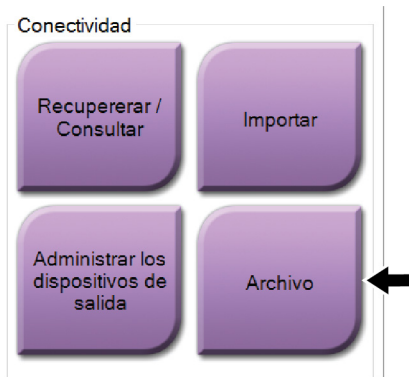 Conectividad
Recupererar /
Consultar
Importar
Administrar los
dispositivos de
salida
Archivo